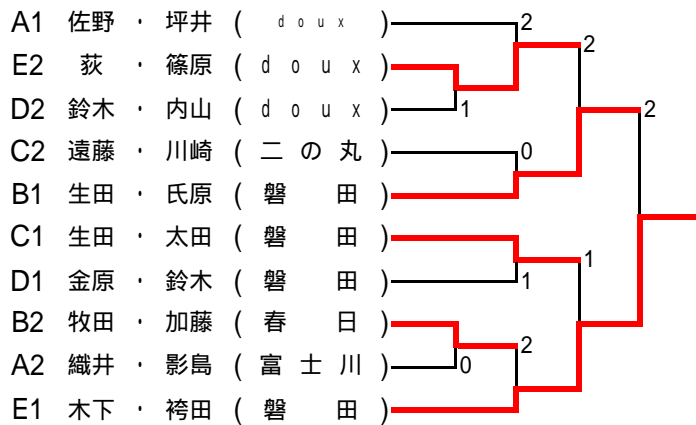 A1 佐野 ・ 坪井 ( doux ) 2
E2 荻 ・ 篠原 ( doux ) 2
D2 鈴木 ・ 内山 ( doux ) 1 2
C2 遠藤 ・ 川崎 ( 二の丸 ) 0
B1 生田 ・ 氏原 ( 磐田 )
C1 生田 ・ 太田 ( 磐田 ) 1
D1 金原 ・ 鈴木 ( 磐田 ) 1
B2 牧田 ・ 加藤 ( 春日 ) 2
A2 織井 ・ 影島 ( 富士川 ) 0
E1 木下 ・ 袴田 ( 磐田 )